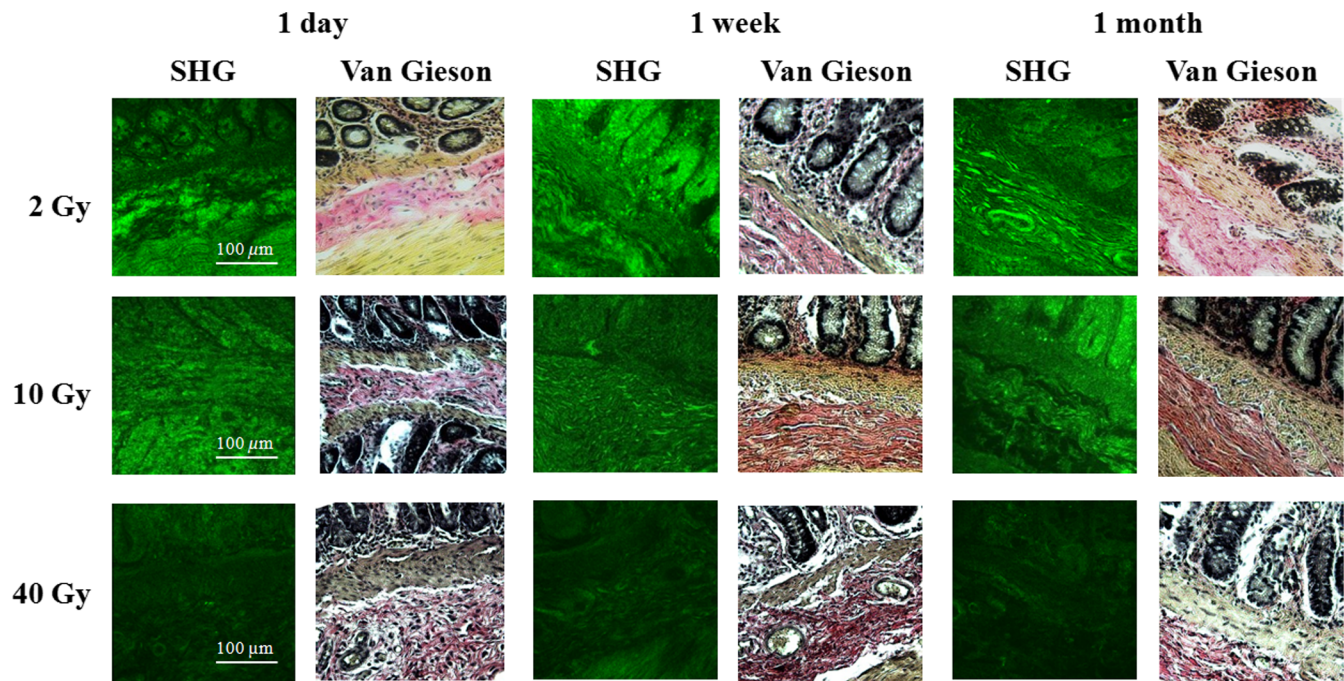 1 day 1 week 1 month
SHG Van Gieson SHG Van Gieson SHG Van Gieson
2 Gy
100 μm
10 Gy
100 μm
40 Gy
100 μm